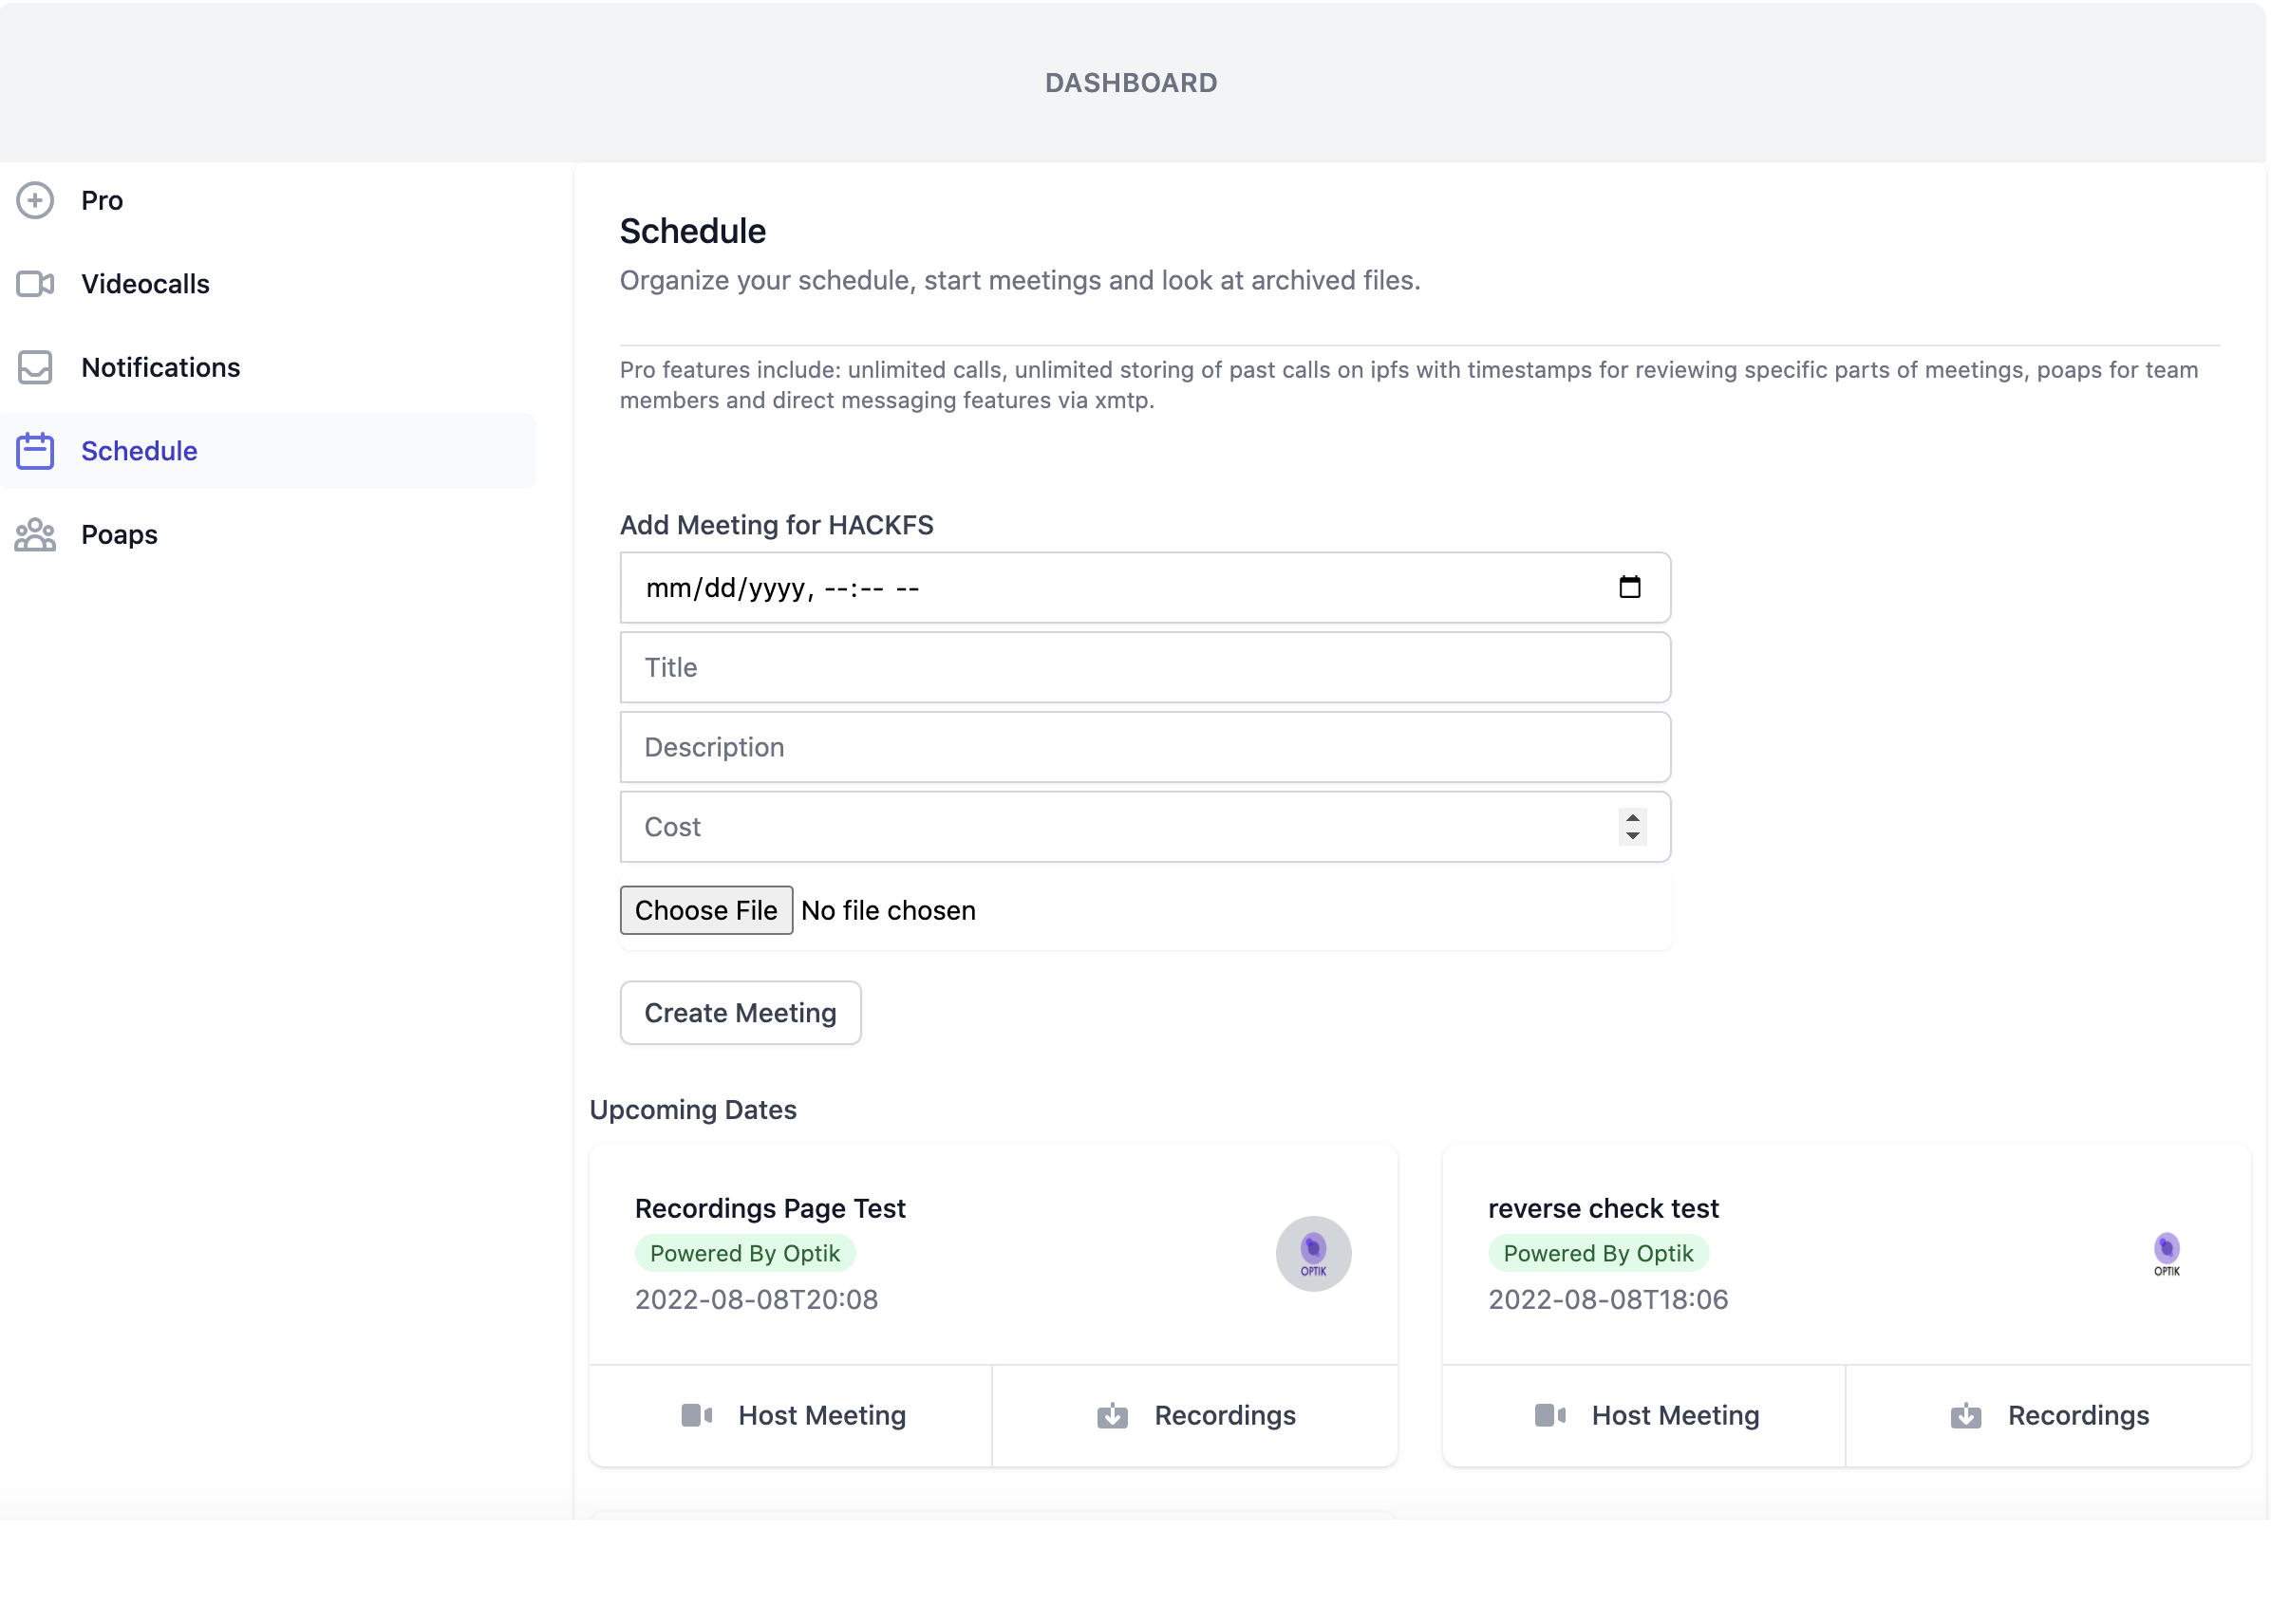 DASHBOARD
Pro
Videocalls
Notifications
Schedule
Poaps
Schedule
Organize your schedule, start meetings and look at archived files.
Pro features include: unlimited calls, unlimited storing of past calls on ipfs with timestamps for reviewing specific parts of meetings, poaps for team
members and direct messaging features via xmtp.
Add Meeting for HACKFS
mm/dd/yyyy, --:-- --
Title
Description
Cost
Choose File No file chosen
Create Meeting
Upcoming Dates
Recordings Page Test
Powered By Optik
2022-08-08T20:08
OPTIK
Host Meeting
Recordings
reverse check test
Powered By Optik
2022-08-08T18:06
OPTIK
Host Meeting
Recordings